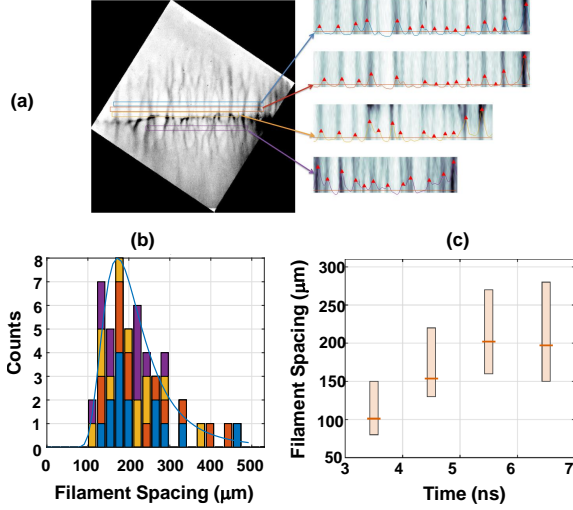 (a)
(b)
(c)
8
7
6
5
4
3
2
1
0
Counts
0 100 200 300 400 500
Filament Spacing (μm)
300
250
200
150
100
50
Filament Spacing (μm)
3 4 5 6 7
Time (ns)